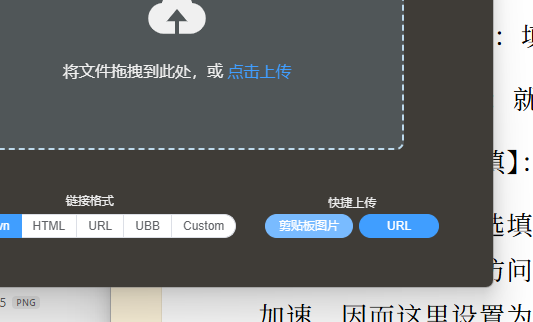 将文件拖拽到此处，或 点击上传
链接格式
快捷上传
HTML
URL
UBB
Custom
剪贴板图片
URL
：填
就
填】：
选填
访问
加速，因而这里设置为
5 PNG